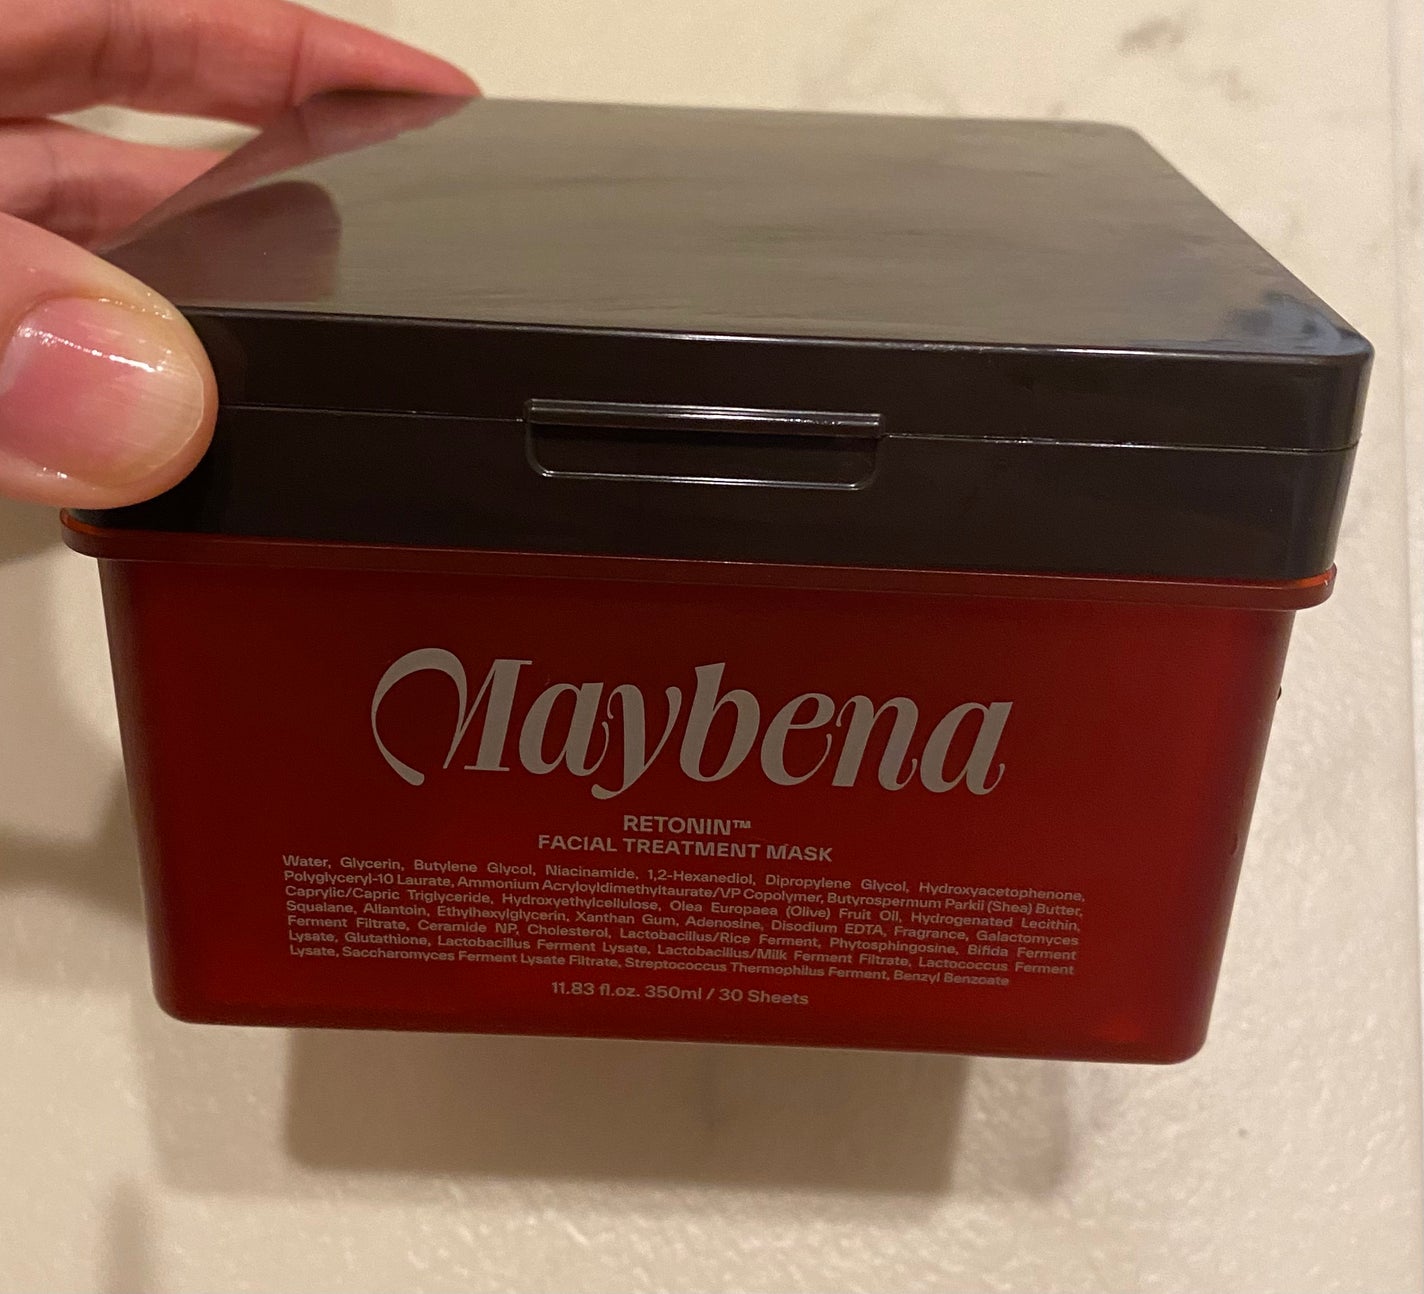 Maybena
RETONIN™
FACIAL TREATMENT MASK
Water, Glycerin, Butylene Glycol, Niacinamide, 1,2-Hexanediol, Dipropylene Glycol, Hydroxyacetophenone,
Polyglyceryl-10 Laurate, Ammonium Acryloyldimethyltaurate/VP Copolymer, Butyrospermum Parkii (Shea) Butter,
Caprylic/Capric Triglyceride, Hydroxyethylcellulose, Olea Europaea (Olive) Fruit Oil, Hydrogenated Lecithin,
Squalane, Allantoin, Ethylhexylglycerin, Xanthan Gum, Adenosine, Disodium EDTA, Fragrance, Galactomyces
Ferment Filtrate, Ceramide NP, Cholesterol, Lactobacillus/Rice Ferment, Phytosphingosine, Bifida Ferment
Lysate, Glutathione, Lactobacillus Ferment Lysate, Lactobacillus/Milk Ferment Filtrate, Lactococcus Ferment
Lysate, Saccharomyces Ferment Lysate Filtrate, Streptococcus Thermophilus Ferment, Benzyl Benzoate
11.83 fl.oz. 350ml / 30 Sheets